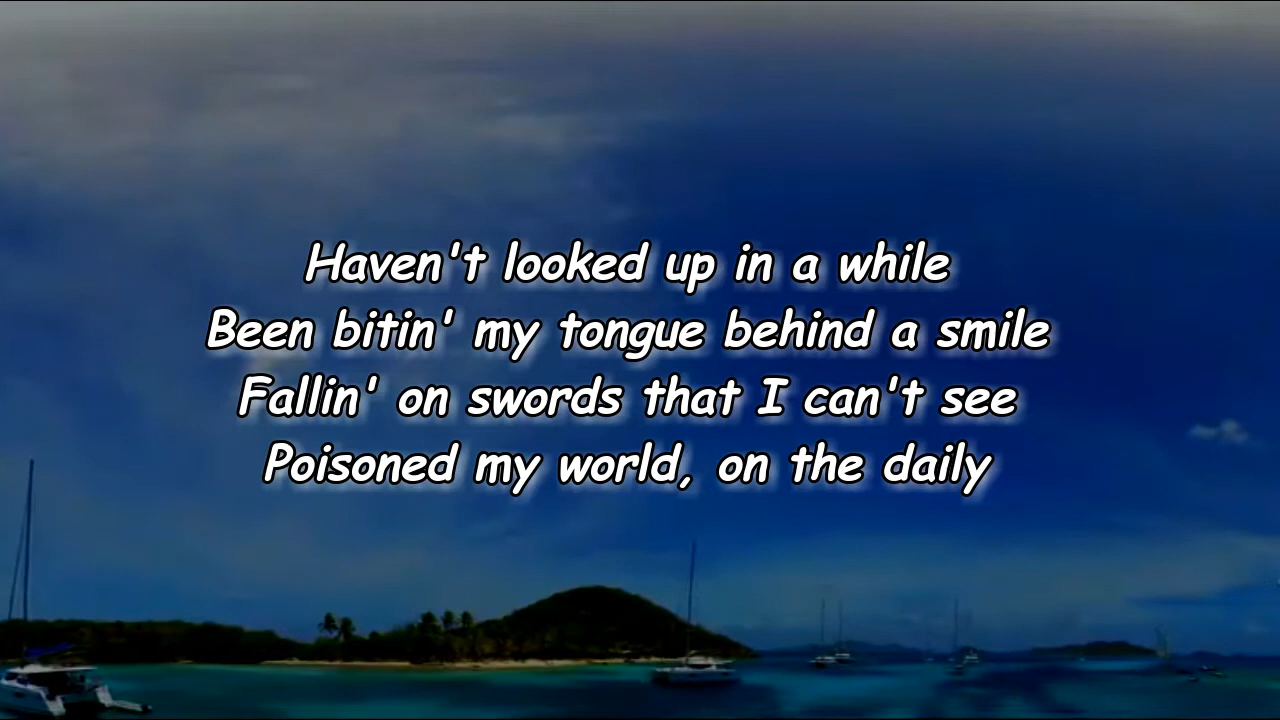 Haven't looked up in a while
Been bitin' my tongue behind a smile
Fallin' on swords that I can't see
Poisoned my world, on the daily